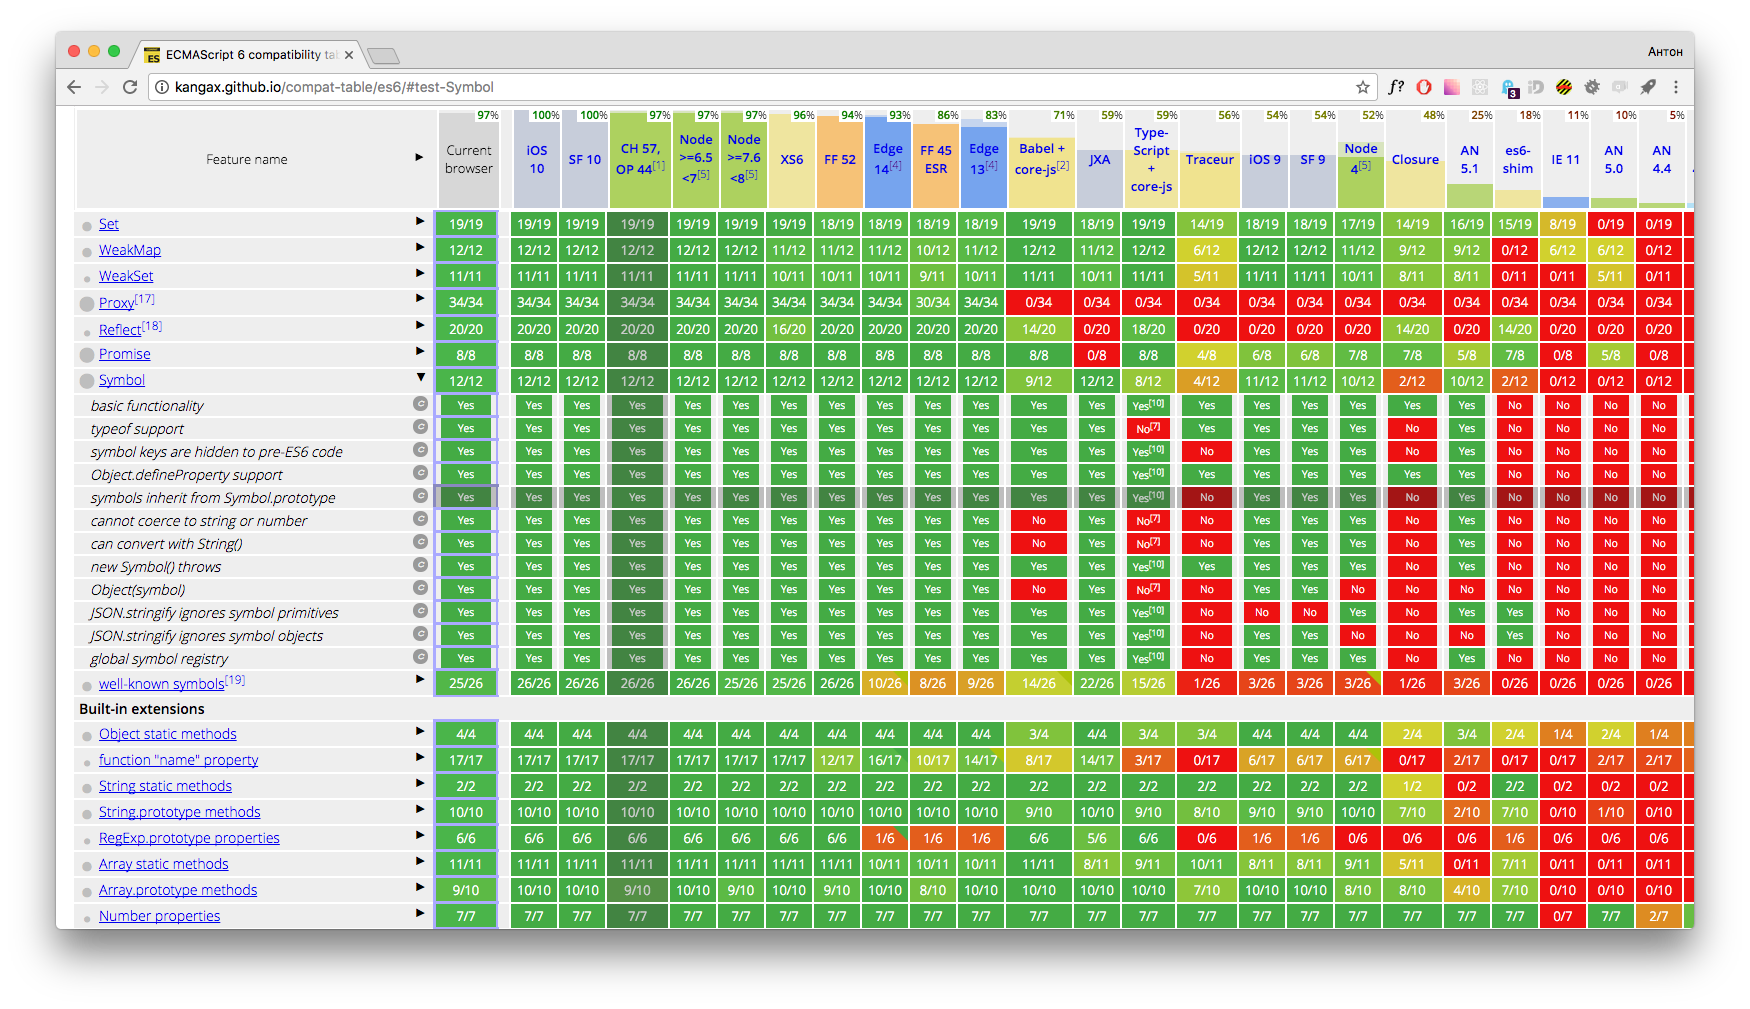 ECMAScript 6 compatibility tab
Антон
kangax.github.io/compat-table/es6/#test-Symbol
97% 100% 100% 97% 97% 97% 96% 94% 93% 86% 83% 71% 59% 59% 56% 54% 54% 52% 48% 25% 18% 11% 10% 5%
Feature name Current browser iOS 10 SF 10 CH 57, OP 44[1] Node >=6.5 <7[5] Node >=7.6 <8[5] XS6 FF 52 Edge 14[4] FF 45 ESR Edge 13[4] Babel + core-js[2] JXA Type-Script + core-js Traceur iOS 9 SF 9 Node 4[5] Closure AN 5.1 es6-shim IE 11 AN 5.0 AN 4.4
Set 19/19 19/19 19/19 19/19 19/19 19/19 19/19 18/19 18/19 18/19 18/19 19/19 19/19 19/19 14/19 18/19 18/19 17/19 14/19 16/19 15/19 8/19 0/19 0/19
WeakMap 12/12 12/12 12/12 12/12 12/12 12/12 11/12 11/12 11/12 10/12 11/12 12/12 11/12 12/12 6/12 12/12 12/12 11/12 9/12 9/12 0/12 6/12 6/12 0/12
WeakSet 11/11 11/11 11/11 11/11 11/11 11/11 10/11 10/11 10/11 9/11 10/11 11/11 10/11 11/11 5/11 11/11 11/11 10/11 8/11 8/11 0/11 0/11 5/11 0/11
Proxy[17] 34/34 34/34 34/34 34/34 34/34 34/34 34/34 34/34 34/34 30/34 34/34 0/34 0/34 0/34 0/34 0/34 0/34 0/34 0/34 0/34 0/34 0/34 0/34 0/34
Reflect[18] 20/20 20/20 20/20 20/20 20/20 20/20 16/20 20/20 20/20 20/20 20/20 14/20 0/20 18/20 0/20 0/20 0/20 0/20 14/20 0/20 14/20 0/20 0/20 0/20
Promise 8/8 8/8 8/8 8/8 8/8 8/8 8/8 8/8 8/8 8/8 8/8 8/8 0/8 8/8 4/8 6/8 6/8 7/8 7/8 5/8 7/8 0/8 5/8 0/8
Symbol 12/12 12/12 12/12 12/12 12/12 12/12 12/12 12/12 12/12 12/12 12/12 9/12 12/12 8/12 4/12 11/12 11/12 10/12 2/12 10/12 2/12 0/12 0/12 0/12
basic functionality Yes Yes Yes Yes Yes Yes Yes Yes Yes Yes Yes Yes Yes Yes[10] Yes Yes Yes Yes Yes Yes No No No No
typeof support Yes Yes Yes Yes Yes Yes Yes Yes Yes Yes Yes Yes Yes No[7] Yes Yes Yes Yes No Yes No No No No
symbol keys are hidden to pre-ES6 code Yes Yes Yes Yes Yes Yes Yes Yes Yes Yes Yes Yes Yes Yes[10] No Yes Yes Yes No Yes No No No No
Object.defineProperty support Yes Yes Yes Yes Yes Yes Yes Yes Yes Yes Yes Yes Yes Yes[10] Yes Yes Yes Yes Yes Yes No No No No
symbols inherit from Symbol.prototype Yes Yes Yes Yes Yes Yes Yes Yes Yes Yes Yes Yes Yes Yes[10] No Yes Yes Yes No Yes No No No No
cannot coerce to string or number Yes Yes Yes Yes Yes Yes Yes Yes Yes Yes Yes No Yes No[7] No Yes Yes Yes No Yes No No No No
can convert with String() Yes Yes Yes Yes Yes Yes Yes Yes Yes Yes Yes No Yes No[7] No Yes Yes Yes No Yes No No No No
new Symbol() throws Yes Yes Yes Yes Yes Yes Yes Yes Yes Yes Yes Yes Yes Yes[10] Yes Yes Yes Yes No Yes No No No No
Object(symbol) Yes Yes Yes Yes Yes Yes Yes Yes Yes Yes Yes No Yes No[7] No Yes Yes No No No No No No No
JSON.stringify ignores symbol primitives Yes Yes Yes Yes Yes Yes Yes Yes Yes Yes Yes Yes Yes Yes[10] No No No Yes No Yes Yes No No No
JSON.stringify ignores symbol objects Yes Yes Yes Yes Yes Yes Yes Yes Yes Yes Yes Yes Yes Yes[10] No Yes Yes No No No Yes No No No
global symbol registry Yes Yes Yes Yes Yes Yes Yes Yes Yes Yes Yes Yes Yes Yes[10] No Yes Yes Yes No Yes No No No No
well-known symbols[19] 25/26 26/26 26/26 26/26 26/26 25/26 25/26 26/26 10/26 8/26 9/26 14/26 22/26 15/26 1/26 3/26 3/26 3/26 1/26 3/26 0/26 0/26 0/26 0/26
Built-in extensions
Object static methods 4/4 4/4 4/4 4/4 4/4 4/4 4/4 4/4 4/4 4/4 4/4 3/4 4/4 3/4 3/4 4/4 4/4 4/4 2/4 3/4 2/4 1/4 2/4 1/4
function "name" property 17/17 17/17 17/17 17/17 17/17 17/17 17/17 12/17 16/17 10/17 14/17 8/17 14/17 3/17 0/17 6/17 6/17 6/17 0/17 2/17 0/17 0/17 2/17 2/17
String static methods 2/2 2/2 2/2 2/2 2/2 2/2 2/2 2/2 2/2 2/2 2/2 2/2 2/2 2/2 2/2 2/2 2/2 2/2 1/2 0/2 2/2 0/2 0/2 0/2
String.prototype methods 10/10 10/10 10/10 10/10 10/10 10/10 10/10 10/10 10/10 10/10 10/10 9/10 10/10 9/10 8/10 9/10 9/10 10/10 7/10 2/10 7/10 0/10 1/10 0/10
RegExp.prototype properties 6/6 6/6 6/6 6/6 6/6 6/6 6/6 6/6 1/6 1/6 1/6 6/6 5/6 6/6 0/6 1/6 1/6 0/6 0/6 0/6 1/6 0/6 0/6 0/6
Array static methods 11/11 11/11 11/11 11/11 11/11 11/11 11/11 11/11 10/11 10/11 10/11 11/11 8/11 9/11 10/11 8/11 8/11 9/11 5/11 0/11 7/11 0/11 0/11 0/11
Array.prototype methods 9/10 10/10 10/10 9/10 10/10 9/10 10/10 9/10 10/10 8/10 10/10 10/10 10/10 10/10 7/10 10/10 10/10 8/10 8/10 4/10 7/10 0/10 0/10 0/10
Number properties 7/7 7/7 7/7 7/7 7/7 7/7 7/7 7/7 7/7 7/7 7/7 7/7 7/7 7/7 7/7 7/7 7/7 7/7 7/7 7/7 7/7 0/7 7/7 2/7